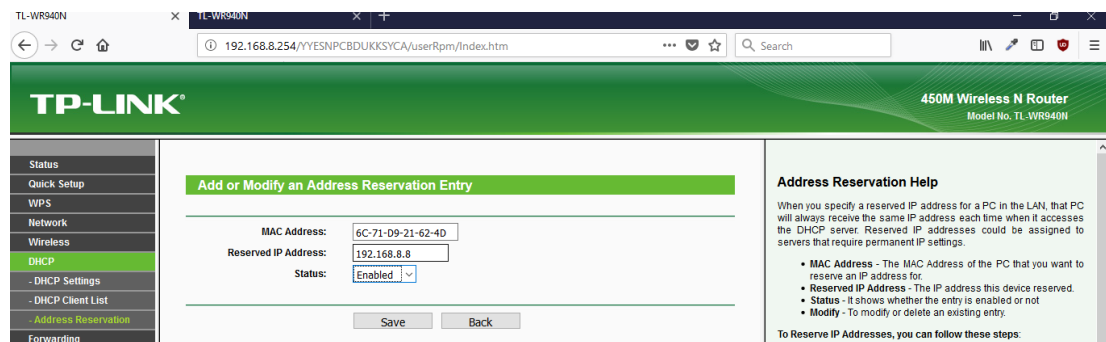 TL-WR940N
TL-WR940N
192.168.8.254/YYESNPCBDUKKSYCA/userRpm/Index.htm
Search
TP-LINK®
450M Wireless N Router
Model No. TL-WR940N
Status
Quick Setup
WPS
Network
Wireless
DHCP
- DHCP Settings
- DHCP Client List
- Address Reservation
Forwarding
Add or Modify an Address Reservation Entry
MAC Address: 6C-71-D9-21-62-4D
Reserved IP Address: 192.168.8.8
Status: Enabled
Save Back
Address Reservation Help
When you specify a reserved IP address for a PC in the LAN, that PC
will always receive the same IP address each time when it accesses
the DHCP server. Reserved IP addresses could be assigned to
servers that require permanent IP settings.
• MAC Address - The MAC Address of the PC that you want to
reserve an IP address for.
• Reserved IP Address - The IP address this device reserved.
• Status - It shows whether the entry is enabled or not
• Modify - To modify or delete an existing entry.
To Reserve IP Addresses, you can follow these steps: